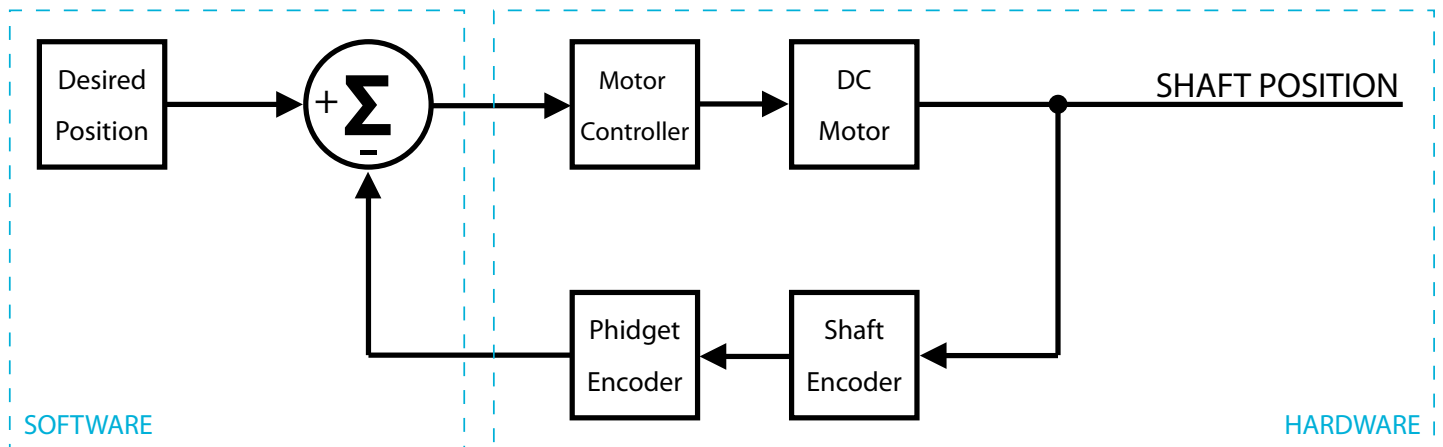 Desired
Position
+
Σ
-
Motor
Controller
DC
Motor
SHAFT POSITION
Phidget
Encoder
Shaft
Encoder
SOFTWARE
HARDWARE